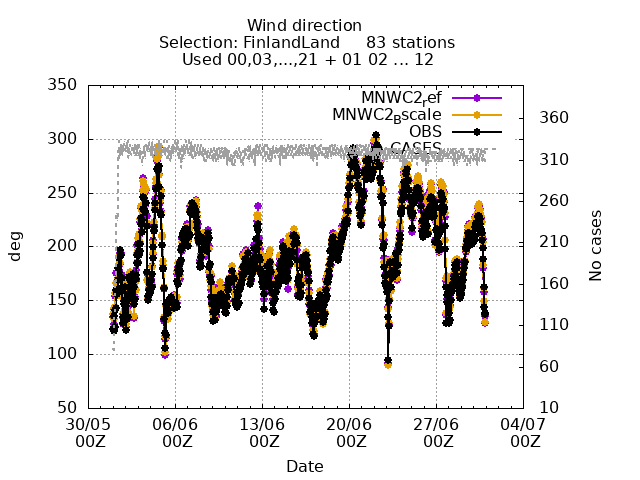 Wind direction
Selection: FinlandLand 83 stations
Used 00,03,...,21 + 01 02 ... 12
MNWC2_ref
MNWC2_Bscale
OBS
CASES
350
300
250
200
150
100
50
deg
360
310
260
210
160
110
60
10
No cases
30/05 06/06 13/06 20/06 27/06 04/07
00Z 00Z 00Z 00Z 00Z 00Z
Date